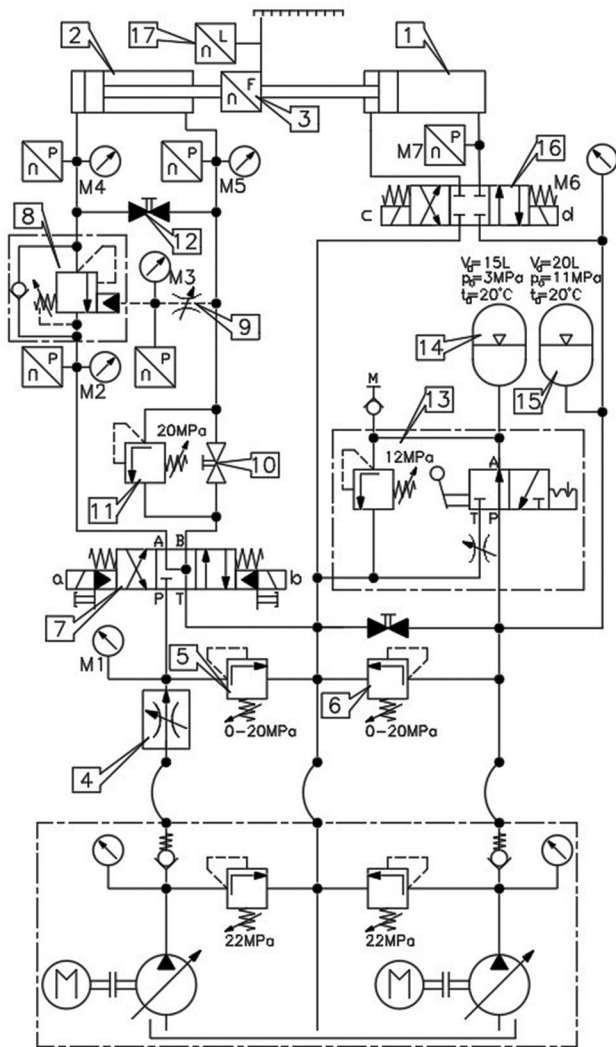 2
17
L
∩
1
F
∩
3
P
∩
M4
P
∩
M5
P
M7 ∩
16
M6
c
d
8
12
M3
9
V₀=15L
p₀=3MPa
t₀=20°C
V₀=20L
p₀=11MPa
t₀=20°C
14
15
P
∩
M2
P
∩
M
13
20MPa
10
11
12MPa
A
T P
A B
a
b
P T
7
M1
5
6
0-20MPa
0-20MPa
4
22MPa
22MPa
M
M